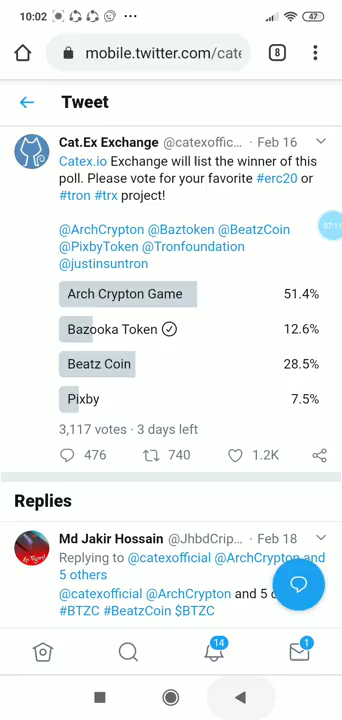 10:02
47
mobile.twitter.com/cate
8
Tweet
Cat.Ex Exchange @catexoffic... · Feb 16
Catex.io Exchange will list the winner of this
poll. Please vote for your favorite #erc20 or
#tron #trx project!
07:11
@ArchCrypton @Baztoken @BeatzCoin
@PixbyToken @Tronfoundation
@justinsuntron
Arch Crypton Game 51.4%
Bazooka Token 12.6%
Beatz Coin 28.5%
Pixby 7.5%
3,117 votes · 3 days left
476 740 1.2K
Replies
Md Jakir Hossain @JhbdCrip... · Feb 18
Replying to @catexofficial @ArchCrypton and
5 others
@catexofficial @ArchCrypton and 5 o
#BTZC #BeatzCoin $BTZC
14
1